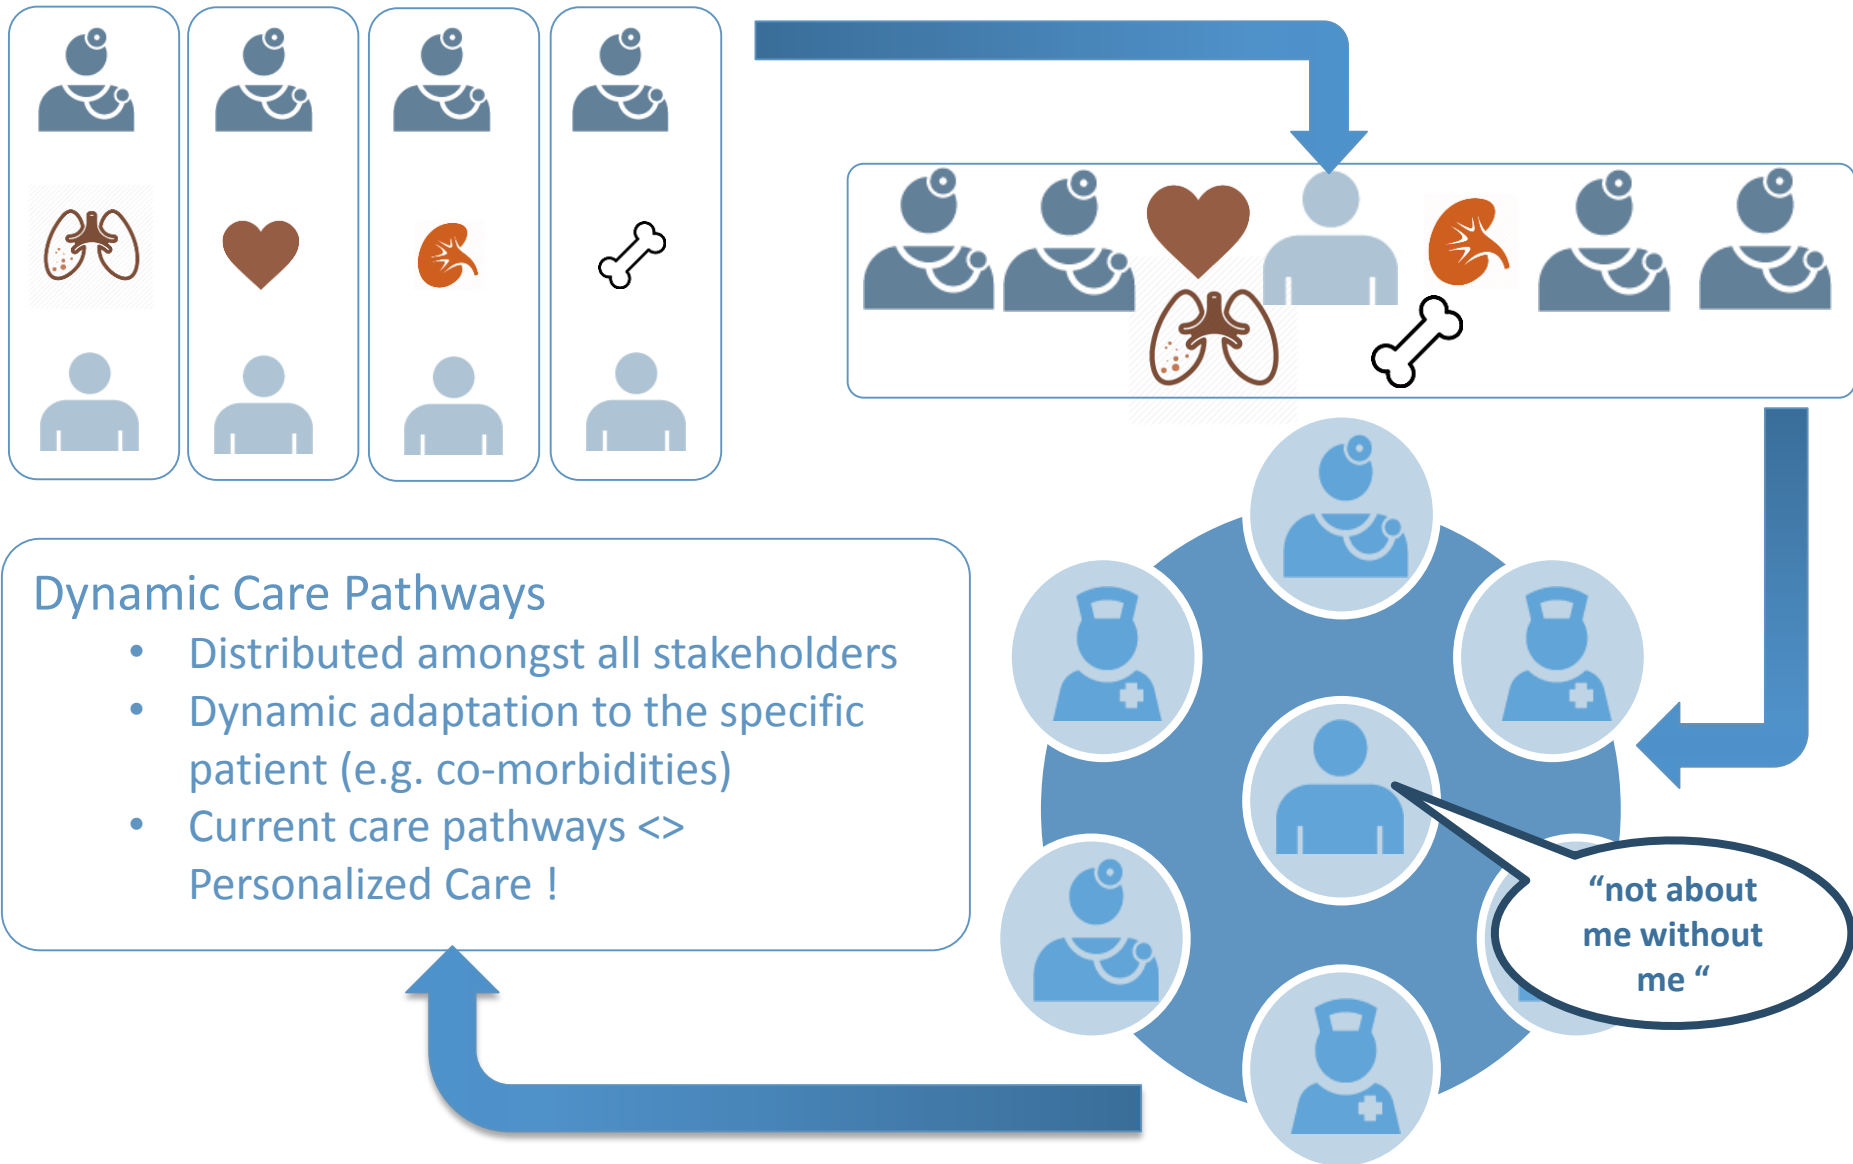 Dynamic Care Pathways
• Distributed amongst all stakeholders
• Dynamic adaptation to the specific
patient (e.g. co-morbidities)
• Current care pathways <>
Personalized Care !
“not about
me without
me “